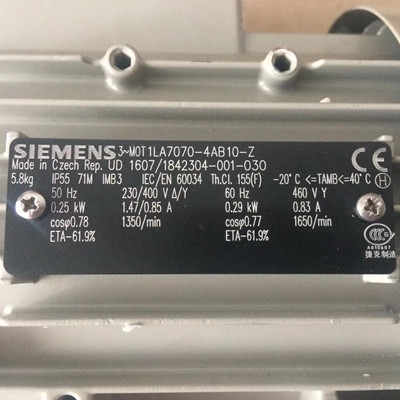 SIEMENS 3~MOT 1LA7070-4AB10-Z
Made in Czech Rep. UD 1607/1842304-001-030
5.8kg IP55 71M IMB3 IEC/EN 60034 Th.Cl. 155(F) -20°C <=TAMB<=40°C H
50 Hz 230/400 V Δ/Y 60 Hz 460 V Y
0.25 kW 1.47/0.85 A 0.29 kW 0.83 A
cosφ0.78 1350/min cosφ0.77 1650/min
ETA-61.9% ETA-61.9%
CE
CCC S
A010607
捷克制造